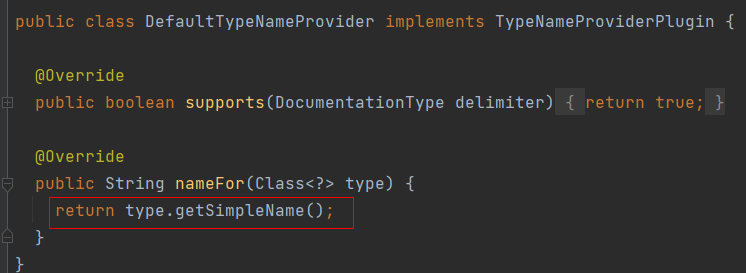 public class DefaultTypeNameProvider implements TypeNameProviderPlugin {
@Override
public boolean supports(DocumentationType delimiter) { return true; }
@Override
public String nameFor(Class<?> type) {
return type.getSimpleName();
}
}